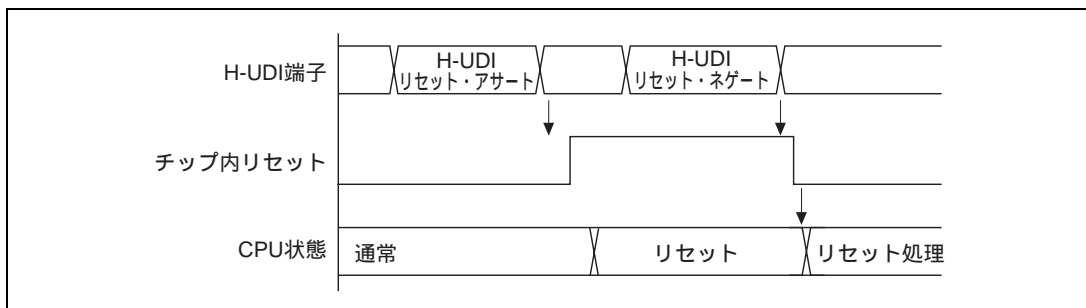 H-UDI端子
H-UDI
リセット・アサート
H-UDI
リセット・ネゲート
チップ内リセット
CPU状態
通常
リセット
リセット処理